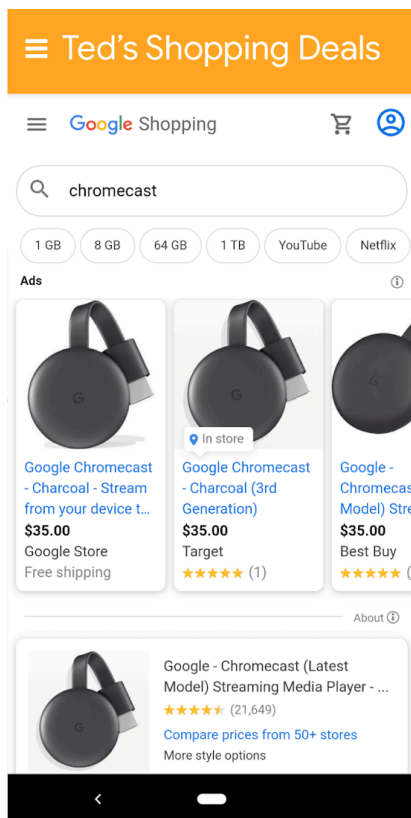 Ted's Shopping Deals
Google Shopping
chromecast
1 GB
8 GB
64 GB
1 TB
YouTube
Netflix
Ads
Google Chromecast
- Charcoal - Stream
from your device t...
$35.00
Google Store
Free shipping
In store
Google Chromecast
- Charcoal (3rd
Generation)
$35.00
Target
(1)
Google -
Chromecas
Model) Stre
$35.00
Best Buy
(
About
Google - Chromecast (Latest
Model) Streaming Media Player - ...
(21,649)
Compare prices from 50+ stores
More style options